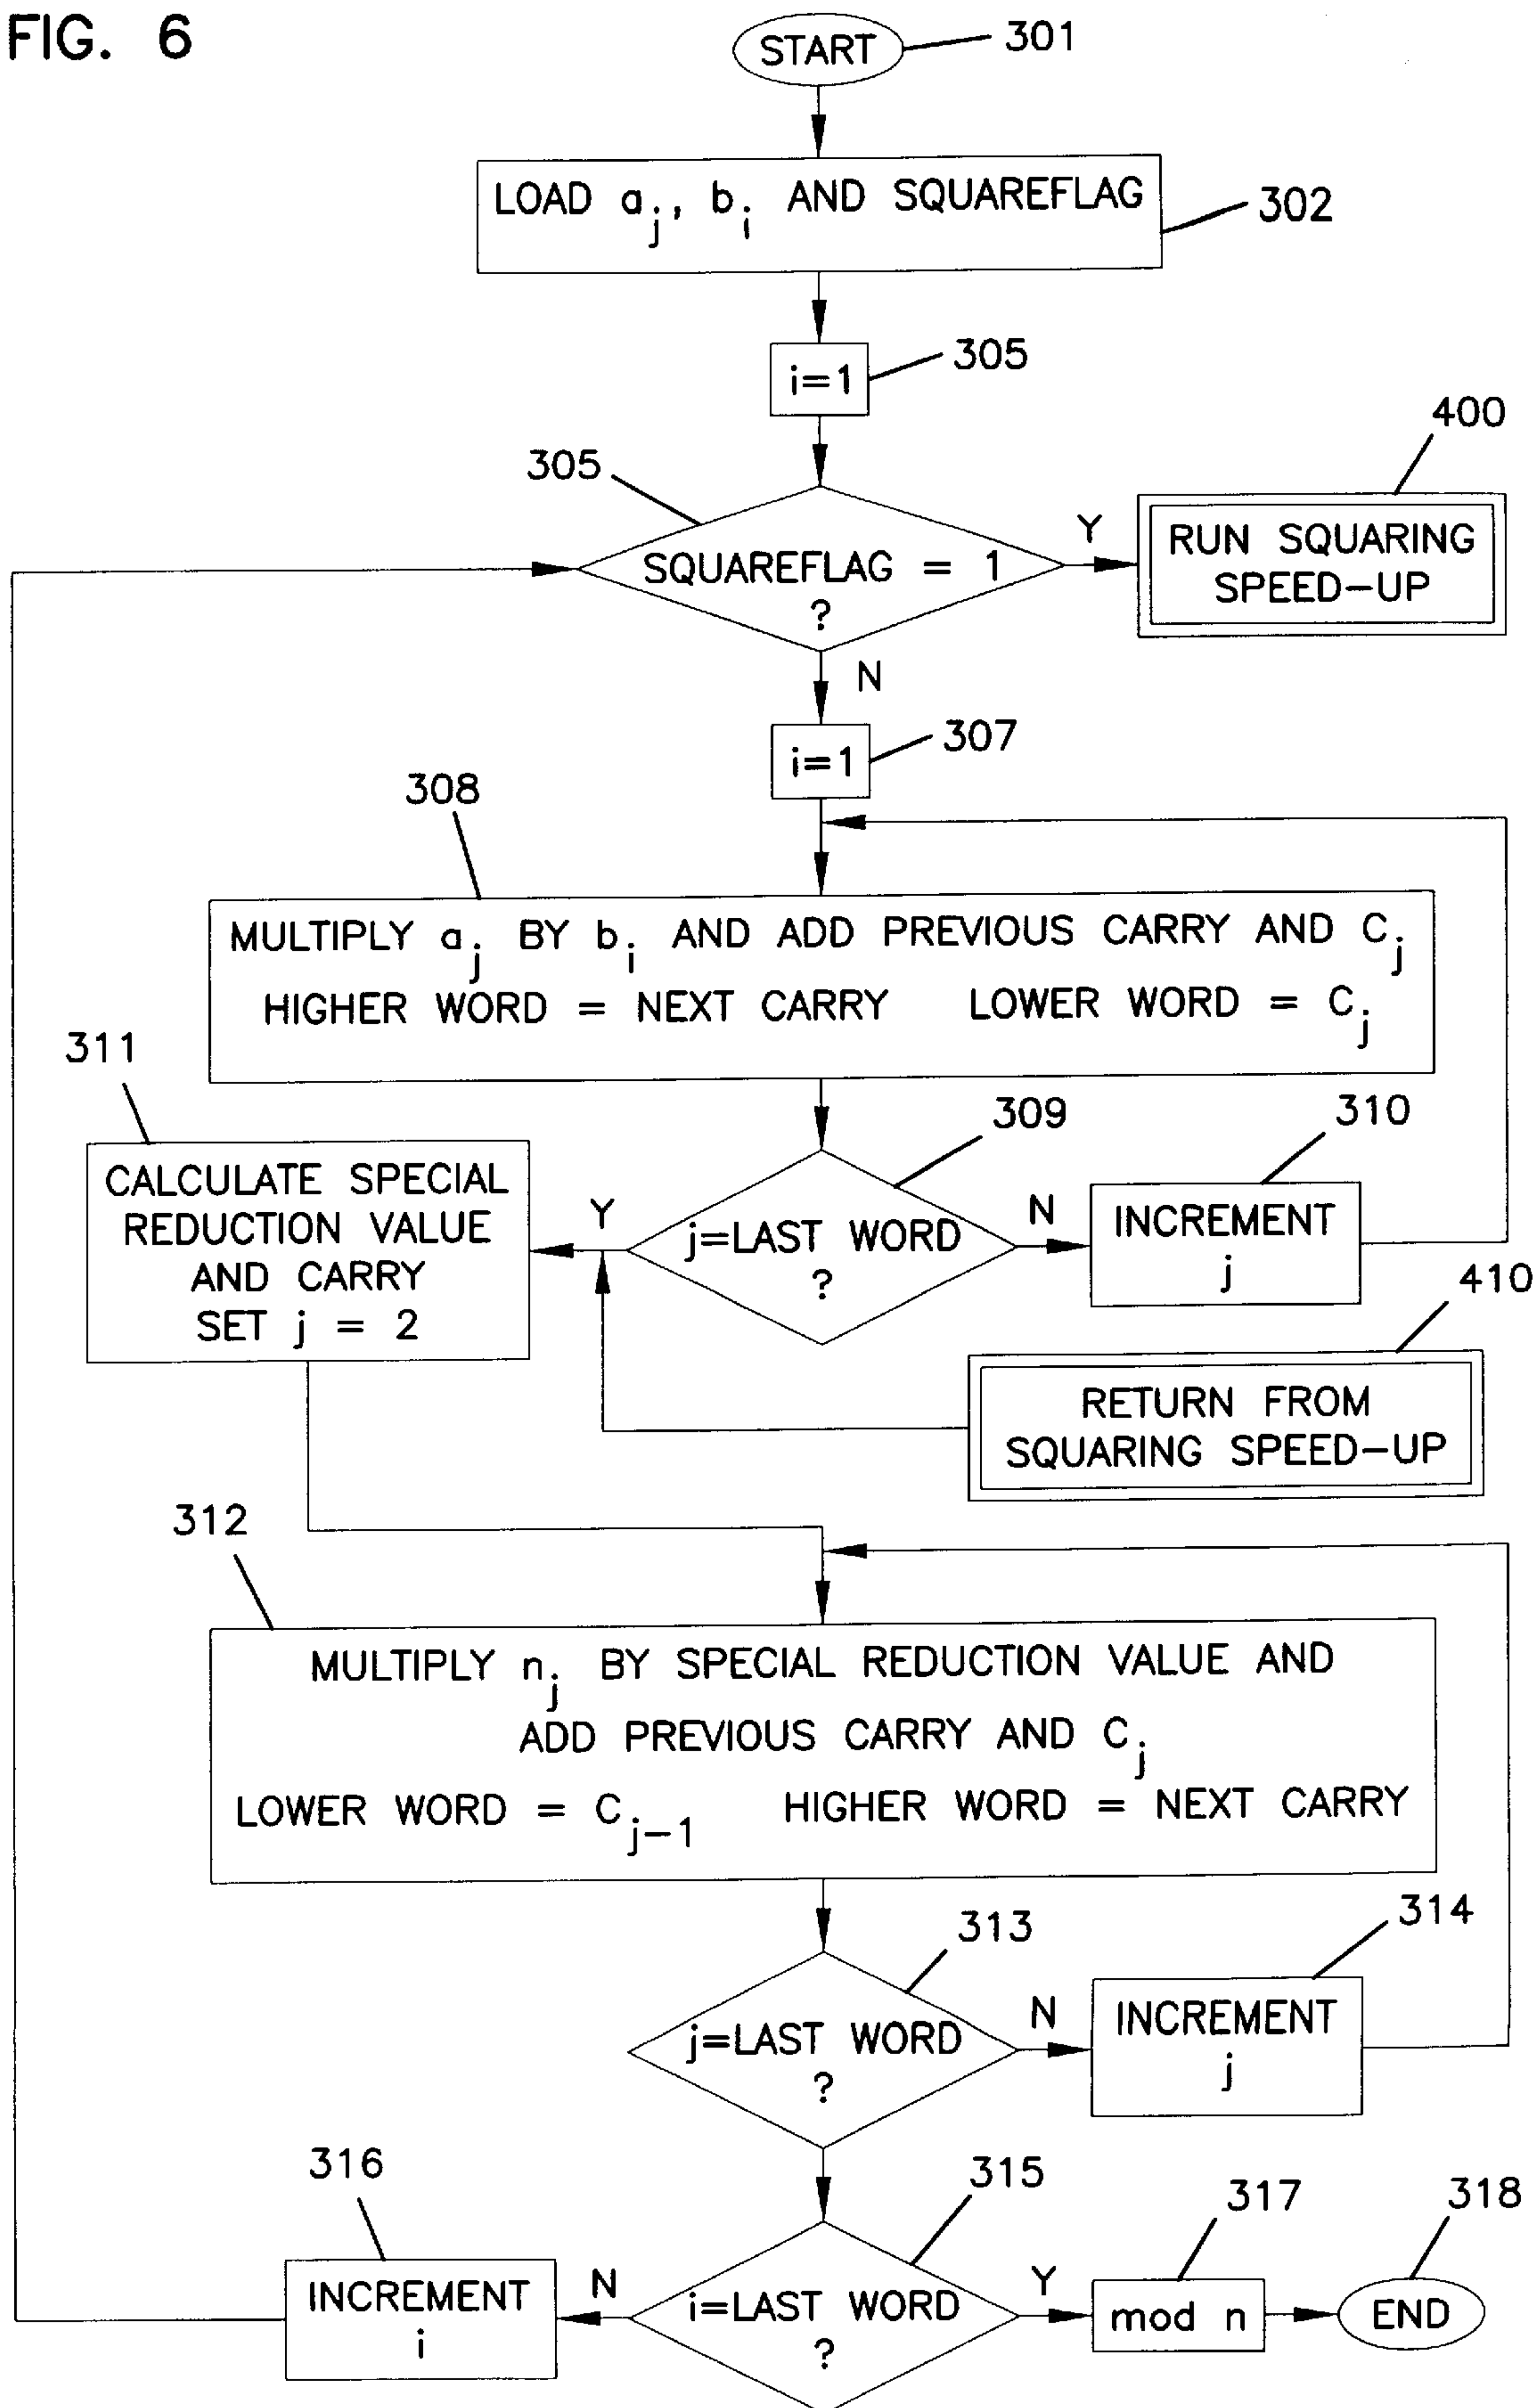 FIG. 6
START
301
LOAD a_j, b_i AND SQUAREFLAG
302
i=1
305
400
305
SQUAREFLAG = 1
?
Y
RUN SQUARING
SPEED-UP
N
i=1
307
308
MULTIPLY a_j BY b_i AND ADD PREVIOUS CARRY AND C_j
HIGHER WORD = NEXT CARRY LOWER WORD = C_j
311
309
310
CALCULATE SPECIAL
REDUCTION VALUE
AND CARRY
SET j = 2
Y
j=LAST WORD
?
N
INCREMENT
j
410
RETURN FROM
SQUARING SPEED-UP
312
MULTIPLY n_j BY SPECIAL REDUCTION VALUE AND
ADD PREVIOUS CARRY AND C_j
LOWER WORD = C_j-1 HIGHER WORD = NEXT CARRY
313
314
j=LAST WORD
?
N
INCREMENT
j
316
315
317
318
INCREMENT
i
N
i=LAST WORD
?
Y
mod n
END